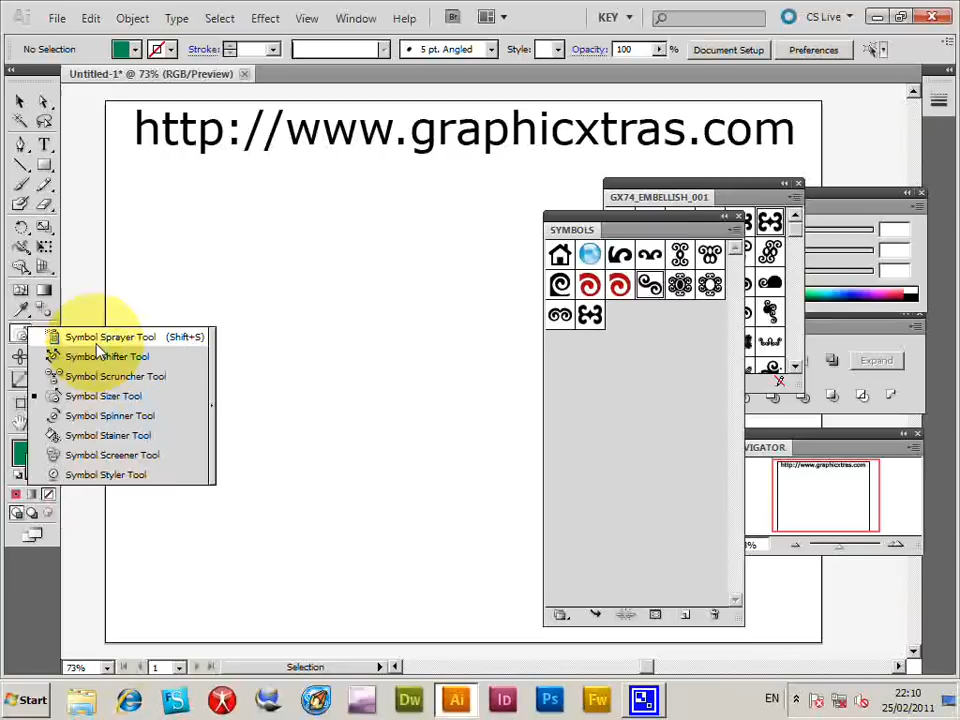 Ai File Edit Object Type Select Effect View Window Help Br KEY CS Live
No Selection Stroke: 5 pt. Angled Style: Opacity: 100 % Document Setup Preferences
Untitled-1* @ 73% (RGB/Preview)
http://www.graphicxtras.com
GX74_EMBELLISH_001
SYMBOLS
Symbol Sprayer Tool (Shift+S)
Symbol Shifter Tool
Symbol Scruncher Tool
Symbol Sizer Tool
Symbol Spinner Tool
Symbol Stainer Tool
Symbol Screener Tool
Symbol Styler Tool
Expand
VIGATOR
http://www.graphicxtras.com
3%
73% 1 Selection
Start FS Dw Ai Id Ps Fw EN 22:10
25/02/2011